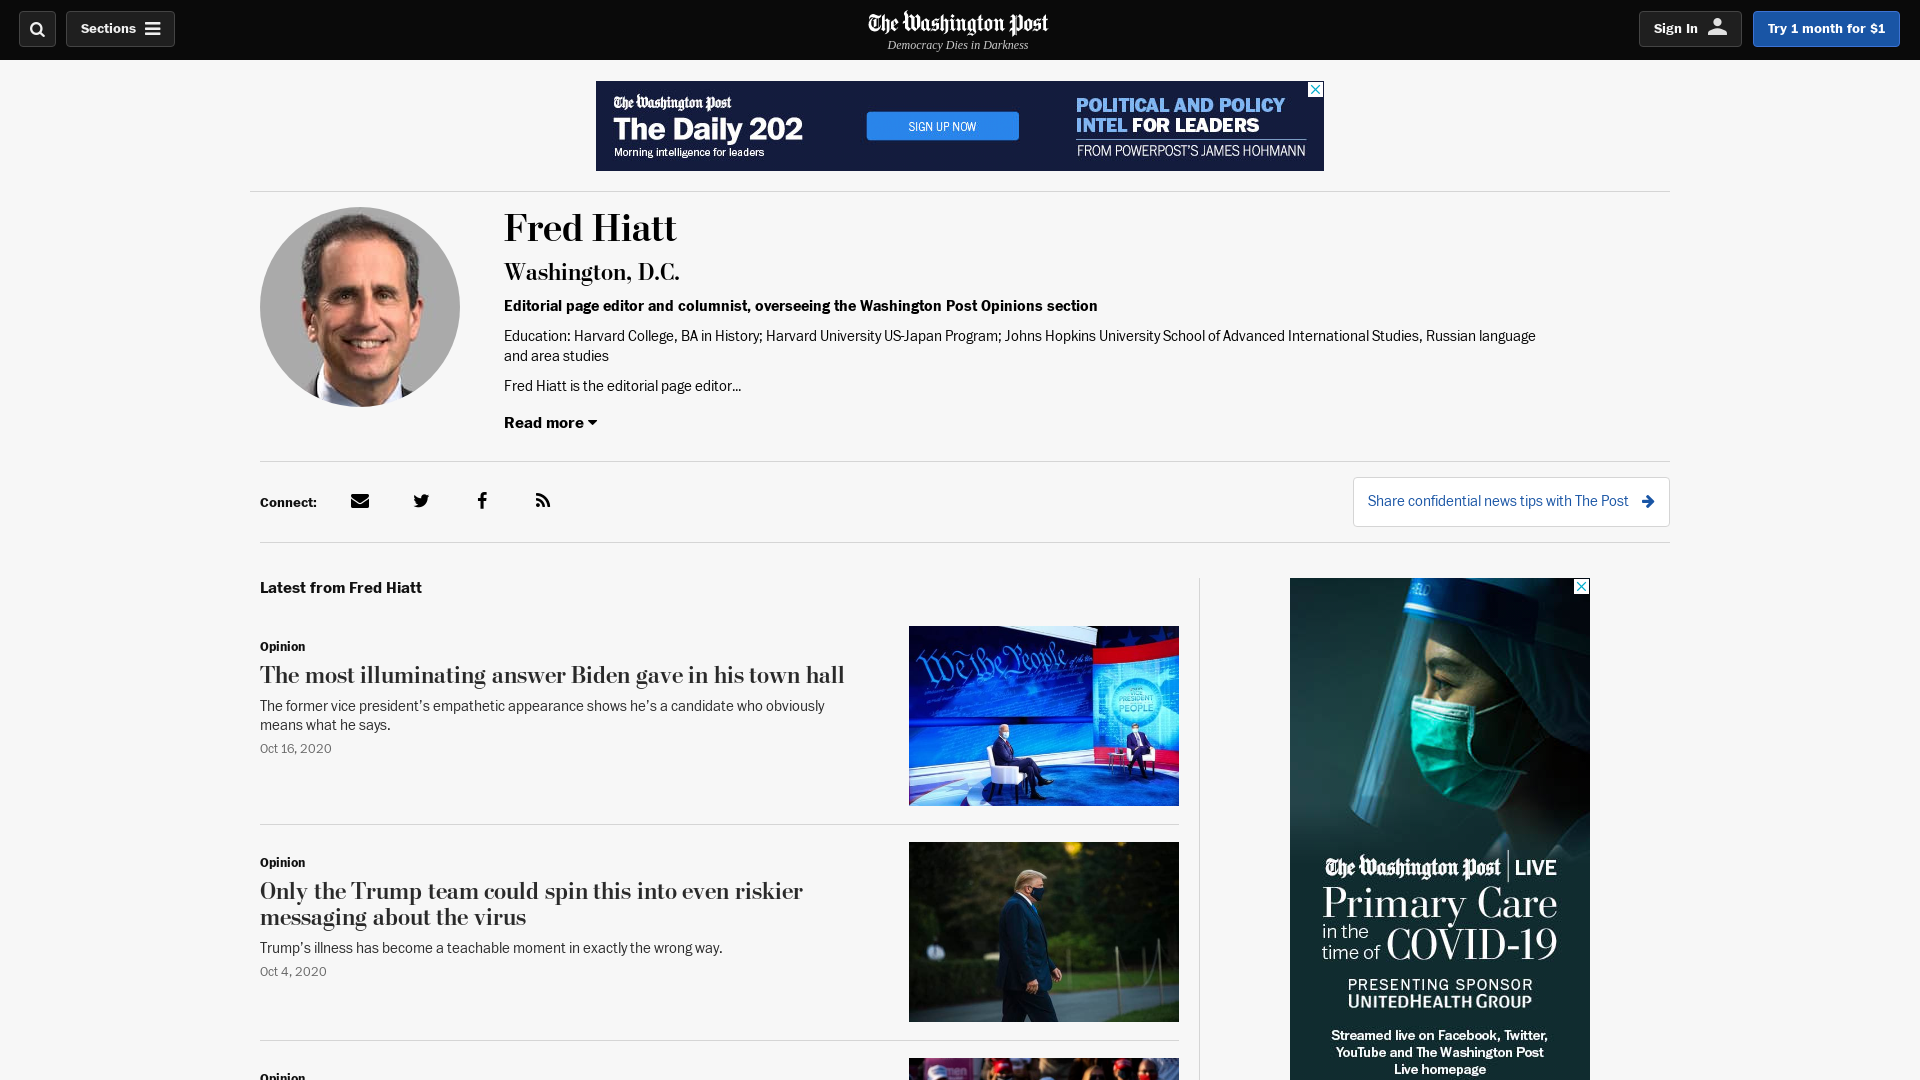 Sections
The Washington Post
Democracy Dies in Darkness
Sign In
Try 1 month for $1
The Washington Post
The Daily 202
Morning intelligence for leaders
SIGN UP NOW
POLITICAL AND POLICY
INTEL FOR LEADERS
FROM POWERPOST'S JAMES HOHMANN
Fred Hiatt
Washington, D.C.
Editorial page editor and columnist, overseeing the Washington Post Opinions section
Education: Harvard College, BA in History; Harvard University US-Japan Program; Johns Hopkins University School of Advanced International Studies, Russian language
and area studies
Fred Hiatt is the editorial page editor...
Read more
Connect:
Share confidential news tips with The Post
Latest from Fred Hiatt
Opinion
The most illuminating answer Biden gave in his town hall
The former vice president's empathetic appearance shows he's a candidate who obviously
means what he says.
Oct 16, 2020
We the People
VICE
PRESIDENT
PEOPLE
Opinion
Only the Trump team could spin this into even riskier
messaging about the virus
Trump's illness has become a teachable moment in exactly the wrong way.
Oct 4, 2020
Opinion
The Washington Post LIVE
Primary Care
in the
time of COVID-19
PRESENTING SPONSOR
UNITEDHEALTH GROUP
Streamed live on Facebook, Twitter,
YouTube and The Washington Post
Live homepage